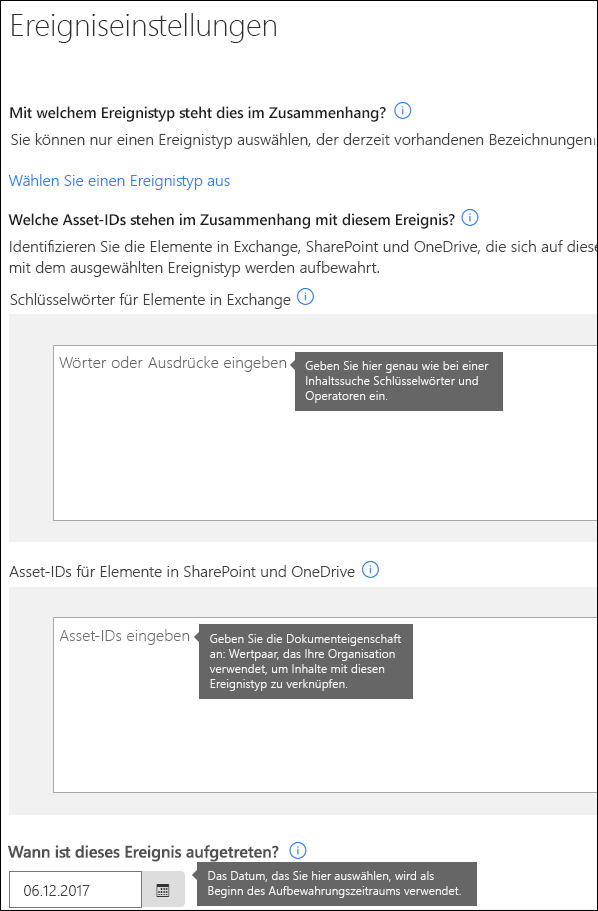 Ereigniseinstellungen
Mit welchem Ereignistyp steht dies im Zusammenhang?
Sie können nur einen Ereignistyp auswählen, der derzeit vorhandenen Bezeichnungen
Wählen Sie einen Ereignistyp aus
Welche Asset-IDs stehen im Zusammenhang mit diesem Ereignis?
Identifizieren Sie die Elemente in Exchange, SharePoint und OneDrive, die sich auf diese
mit dem ausgewählten Ereignistyp werden aufbewahrt.
Schlüsselwörter für Elemente in Exchange
Wörter oder Ausdrücke eingeben
Geben Sie hier genau wie bei einer
Inhaltssuche Schlüsselwörter und
Operatoren ein.
Asset-IDs für Elemente in SharePoint und OneDrive
Asset-IDs eingeben
Geben Sie die Dokumenteigenschaft
an: Wertpaar, das Ihre Organisation
verwendet, um Inhalte mit diesen
Ereignistyp zu verknüpfen.
Wann ist dieses Ereignis aufgetreten?
06.12.2017
Das Datum, das Sie hier auswählen, wird als
Beginn des Aufbewahrungszeitraums verwendet.